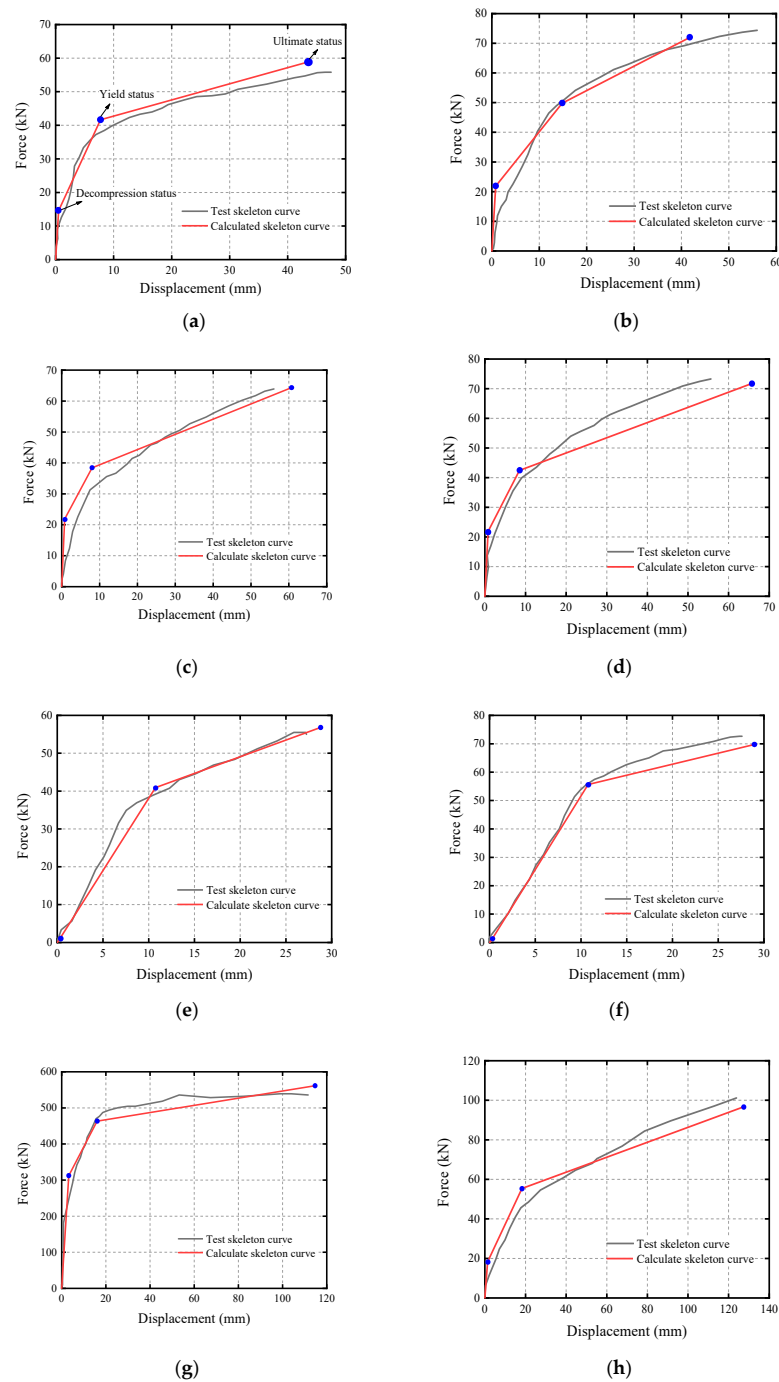 70
60
50
40
30
20
10
0
Force (kN)
Ultimate status
Yield status
Decompression status
Test skeleton curve
Calculated skeleton curve
0 10 20 30 40 50
Dissplacement (mm)
(a)
80
70
60
50
40
30
20
10
0
Force (kN)
Test skeleton curve
Calculated skeleton curve
0 10 20 30 40 50 60
Displacement (mm)
(b)
70
60
50
40
30
20
10
0
Force (kN)
Test skeleton curve
Calculate skeleton curve
0 10 20 30 40 50 60 70
Displacement (mm)
(c)
80
70
60
50
40
30
20
10
0
Force (kN)
Test skeleton curve
Calculate skeleton curve
0 10 20 30 40 50 60 70
Displacement (mm)
(d)
60
50
40
30
20
10
0
Force (kN)
Test skeleton curve
Calculate skeleton curve
0 5 10 15 20 25 30
Displacement (mm)
(e)
80
70
60
50
40
30
20
10
0
Force (kN)
Test skeleton curve
Calculate skeleton curve
0 5 10 15 20 25 30
Displacement (mm)
(f)
600
500
400
300
200
100
0
Force (kN)
Test skeleton curve
Calculate skeleton curve
0 20 40 60 80 100 120
Displacement (mm)
(g)
120
100
80
60
40
20
0
Force (kN)
Test skeleton curve
Calculate skeleton curve
0 20 40 60 80 100 120 140
Displacement (mm)
(h)